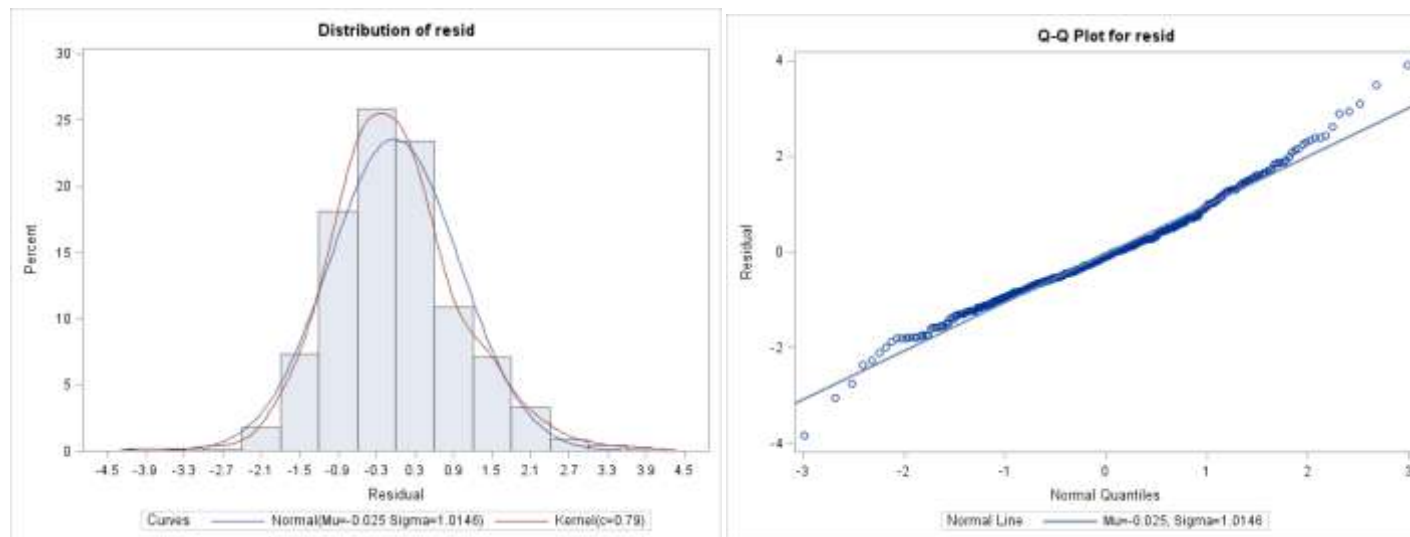 Distribution of resid
30
25
20
15
10
5
0
Percent
-4.5 -3.9 -3.3 -2.7 -2.1 -1.5 -0.9 -0.3 0.3 0.9 1.5 2.1 2.7 3.3 3.9 4.5
Residual
Curves Normal(Mu=-0.025 Sigma=1.0146) Kernel(c=0.79)
Q-Q Plot for resid
4
2
0
-2
-4
Residual
-3 -2 -1 0 1 2 3
Normal Quantiles
Normal Line Mu=-0.025, Sigma=1.0146